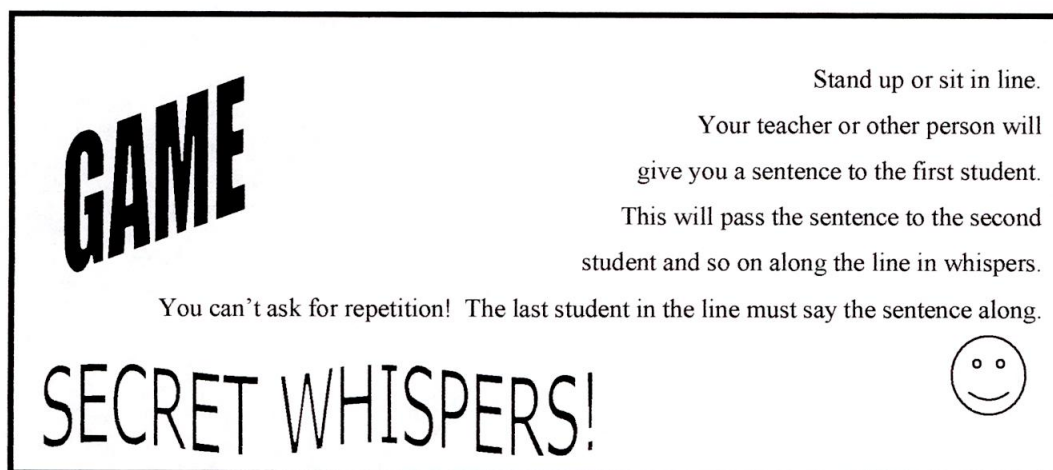 GAME
Stand up or sit in line.
Your teacher or other person will
give you a sentence to the first student.
This will pass the sentence to the second
student and so on along the line in whispers.
You can't ask for repetition! The last student in the line must say the sentence along.
SECRET WHISPERS!